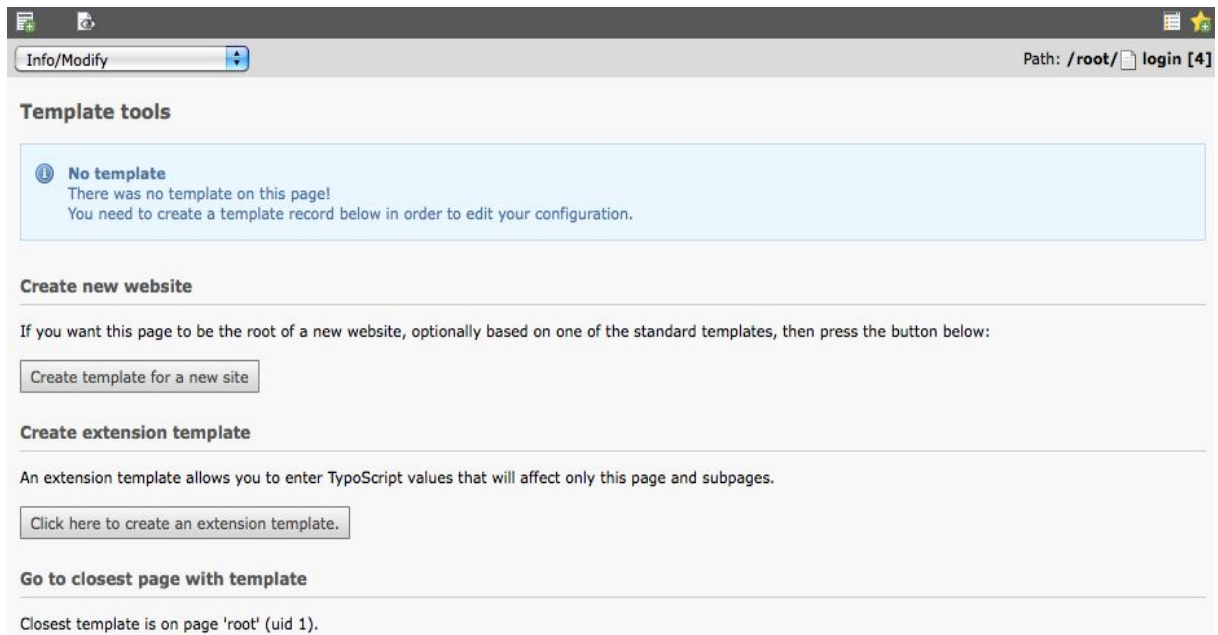 Info/Modify
Path: /root/ login [4]
Template tools
No template
There was no template on this page!
You need to create a template record below in order to edit your configuration.
Create new website
If you want this page to be the root of a new website, optionally based on one of the standard templates, then press the button below:
Create template for a new site
Create extension template
An extension template allows you to enter TypoScript values that will affect only this page and subpages.
Click here to create an extension template.
Go to closest page with template
Closest template is on page 'root' (uid 1).